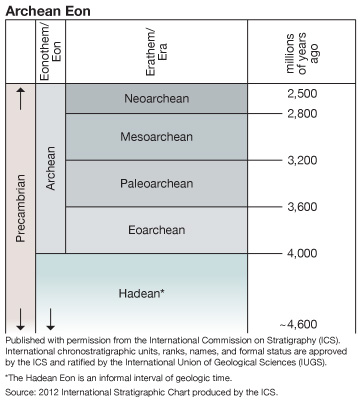 Archean Eon
Eonothem/
Eon
Erathem/
Era
millions
of years
ago
Precambrian
Archean
Neoarchean
Mesoarchean
Paleoarchean
Eoarchean
Hadean*
2,500
2,800
3,200
3,600
4,000
~4,600
Published with permission from the International Commission on Stratigraphy (ICS).
International chronostratigraphic units, ranks, names, and formal status are approved
by the ICS and ratified by the International Union of Geological Sciences (IUGS).
*The Hadean Eon is an informal interval of geologic time.
Source: 2012 International Stratigraphic Chart produced by the ICS.